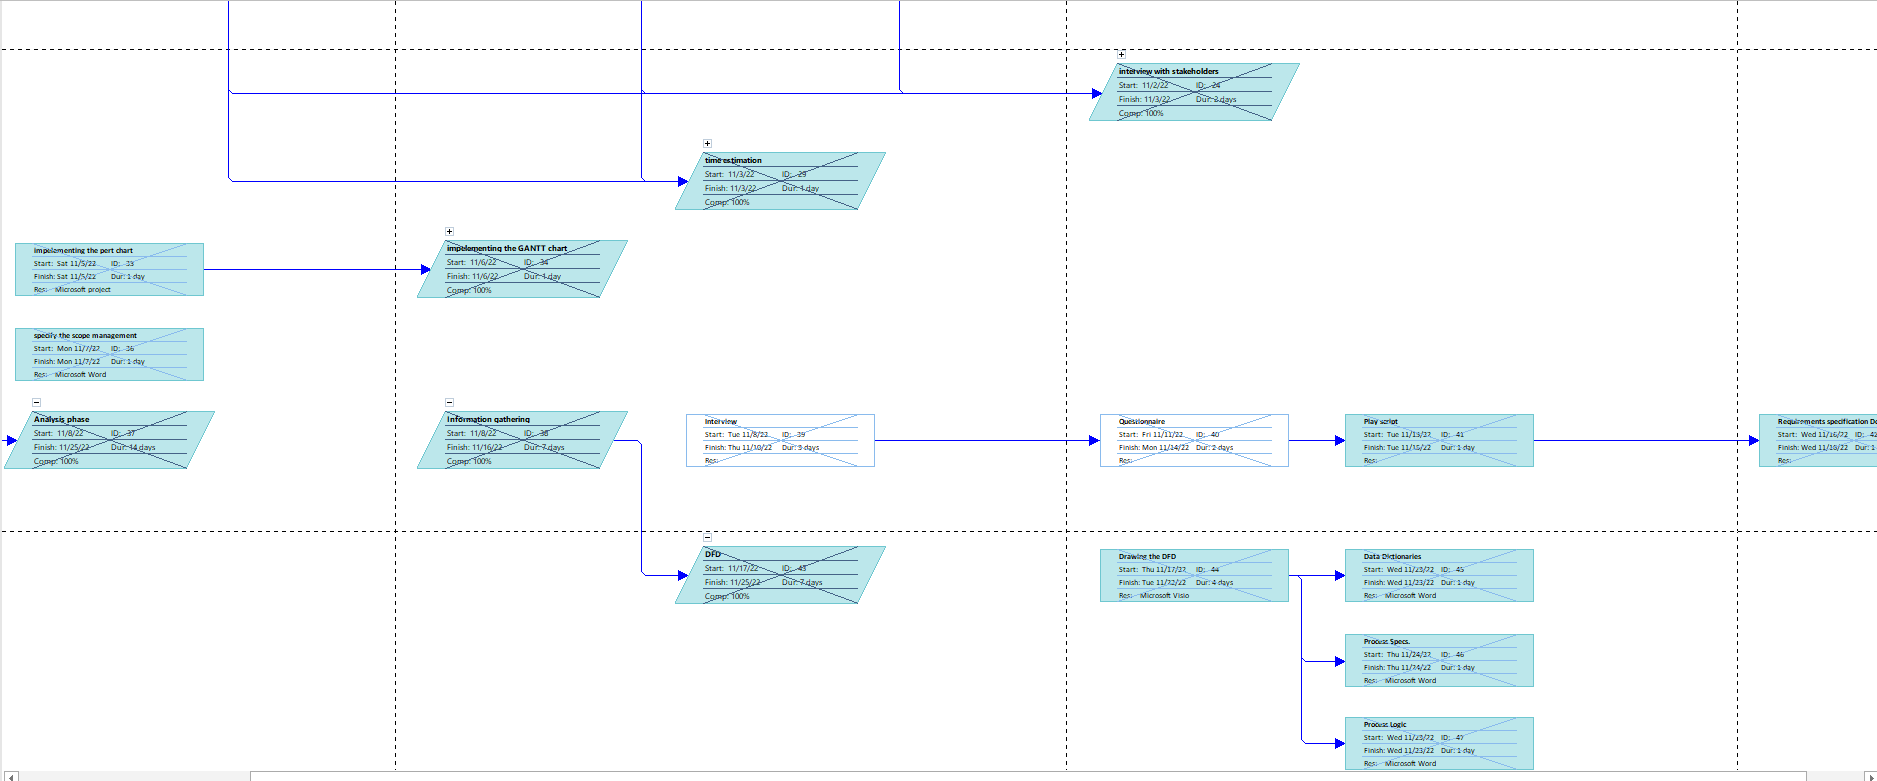 interview with stakeholders
Start: 11/2/22 ID: 24
Finish: 11/3/22 Dur: 2 days
Comp: 100%
time estimation
Start: 11/3/22 ID: 29
Finish: 11/3/22 Dur: 1 day
Comp: 100%
impelementing the pert chart
Start: Sat 11/5/22 ID: 33
Finish: Sat 11/5/22 Dur: 1 day
Res: Microsoft project
impelementing the GANTT chart
Start: 11/6/22 ID: 34
Finish: 11/6/22 Dur: 1 day
Comp: 100%
specify the scope management
Start: Mon 11/7/22 ID: 36
Finish: Mon 11/7/22 Dur: 1 day
Res: Microsoft Word
Analysis phase
Start: 11/8/22 ID: 37
Finish: 11/25/22 Dur: 14 days
Comp: 100%
Information gathering
Start: 11/8/22 ID: 38
Finish: 11/16/22 Dur: 7 days
Comp: 100%
Interview
Start: Tue 11/8/22 ID: 39
Finish: Thu 11/10/22 Dur: 3 days
Res:
Questionnaire
Start: Fri 11/11/22 ID: 40
Finish: Mon 11/14/22 Dur: 2 days
Res:
Play script
Start: Tue 11/15/22 ID: 41
Finish: Tue 11/15/22 Dur: 1 day
Res:
Requirements specification Do
Start: Wed 11/16/22 ID: 42
Finish: Wed 11/16/22 Dur: 1
Res:
DFD
Start: 11/17/22 ID: 43
Finish: 11/25/22 Dur: 7 days
Comp: 100%
Drawing the DFD
Start: Thu 11/17/22 ID: 44
Finish: Tue 11/22/22 Dur: 4 days
Res: Microsoft Visio
Data Dictionaries
Start: Wed 11/23/22 ID: 45
Finish: Wed 11/23/22 Dur: 1 day
Res: Microsoft Word
Process Specs.
Start: Thu 11/24/22 ID: 46
Finish: Thu 11/24/22 Dur: 1 day
Res: Microsoft Word
Process Logic
Start: Wed 11/23/22 ID: 47
Finish: Wed 11/23/22 Dur: 1 day
Res: Microsoft Word